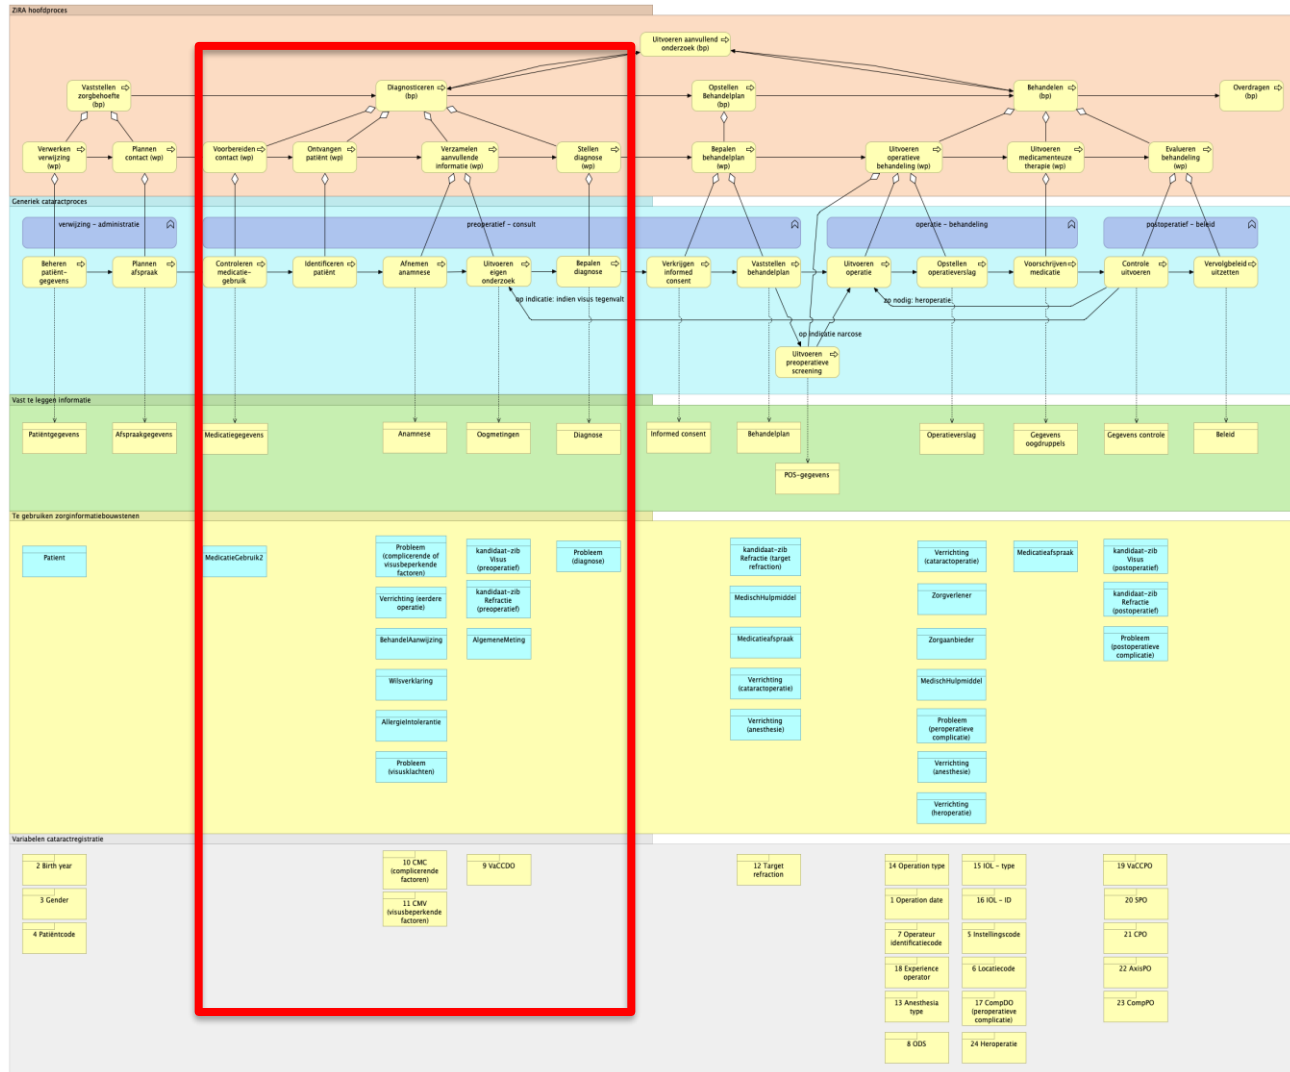 ZIRA hoofdproces
Uitvoeren aanvullend
onderzoek (bp)
Vaststellen
zorgbehoefte
(bp)
Diagnosticeren
(bp)
Opstellen
Behandelplan
(bp)
Behandelen
(bp)
Overdragen
(bp)
Verwerken
verwijzing
(wp)
Plannen
contact (wp)
Voorbereiden
contact (wp)
Ontvangen
patiënt (wp)
Verzamelen
aanvullende
informatie (wp)
Stellen
diagnose (wp)
Bepalen
behandelplan
(wp)
Uitvoeren
operatieve
behandeling (wp)
Uitvoeren
medicamenteuze
therapie (wp)
Evalueren
behandeling
(wp)
Generiek cataractproces
verwijzing - administratie
preoperatief - consult
operatie - behandeling
postoperatief - beleid
Beheren
patiënt-
gegevens
Plannen
afspraak
Controleren
medicatie-
gebruik
Identificeren
patiënt
Afnemen
anamnese
Uitvoeren
eigen
onderzoek
Bepalen
diagnose
Verkrijgen
informed
consent
Vaststellen
behandelplan
Uitvoeren
operatie
Opstellen
operatieverslag
Voorschrijven
medicatie
Controle
uitvoeren
Vervolgbeleid
uitzetten
op indicatie: indien visus tegenvalt
zo nodig: heroperatie
op indicatie narcose
Uitvoeren
preoperatieve
screening
Vast te leggen informatie
Patiëntgegevens
Afspraakgegevens
Medicatiegegevens
Anamnese
Oogmetingen
Diagnose
Informed consent
Behandelplan
Operatieverslag
Gegevens
oogdruppels
Gegevens controle
Beleid
POS-gegevens
Te gebruiken zorginformatiebouwstenen
Patient
MedicatieGebruik2
Probleem
(complicerende of
visusbeperkende
factoren)
kandidaat-zib
Visus
(preoperatief)
Probleem
(diagnose)
kandidaat-zib
Refractie (target
refraction)
Verrichting
(cataractoperatie)
Medicatieafspraak
kandidaat-zib
Visus
(postoperatief)
Verrichting (eerdere
operatie)
kandidaat-zib
Refractie
(preoperatief)
MedischHulpmiddel
Zorgverlener
kandidaat-zib
Refractie
(postoperatief)
BehandelAanwijzing
AlgemeneMeting
Medicatieafspraak
Zorgaanbieder
Probleem
(postoperatieve
complicatie)
Wilsverklaring
Verrichting
(cataractoperatie)
MedischHulpmiddel
AllergieIntolerantie
Verrichting
(anesthesie)
Probleem
(peroperatieve
complicatie)
Probleem
(visusklachten)
Verrichting
(anesthesie)
Verrichting
(heroperatie)
Variabelen cataractregistratie
2 Birth year
10 CMC
(complicerende
factoren)
9 VaCCDO
12 Target
refraction
14 Operation type
15 IOL - type
19 VaCCPO
3 Gender
11 CMV
(visusbeperkende
factoren)
1 Operation date
16 IOL - ID
20 SPO
4 Patiëntcode
7 Operateur
identificatiecode
5 Instellingscode
21 CPO
18 Experience
operator
6 Locatiecode
22 AxisPO
13 Anesthesia
type
17 CompDO
(peroperatieve
complicatie)
23 CompPO
8 ODS
24 Heroperatie